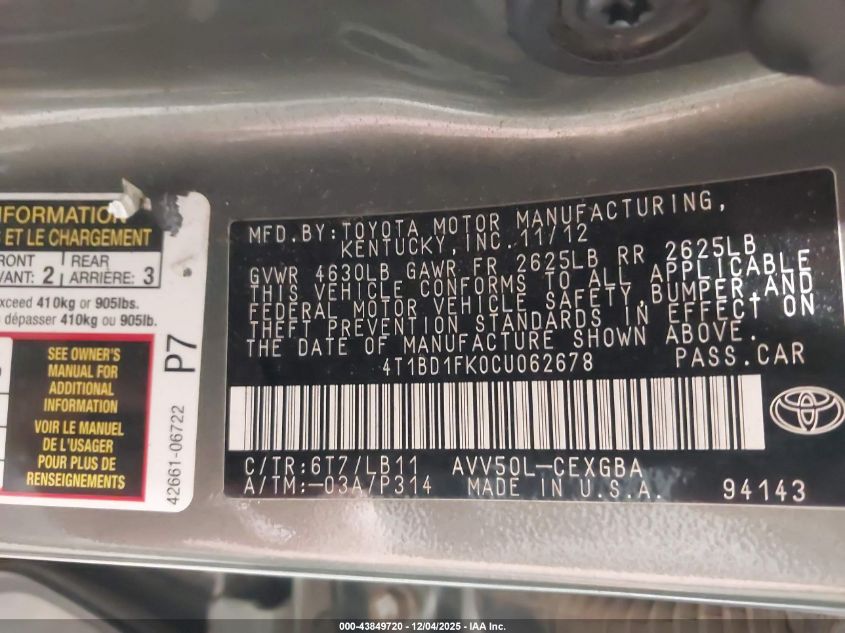 NFORMATION
S ET LE CHARGEMENT
FRONT
VANT: 2
REAR
ARRIÈRE: 3
exceed 410kg or 905lbs.
dépasser 410kg ou 905lb.
SEE OWNER'S
MANUAL FOR
ADDITIONAL
INFORMATION
VOIR LE MANUEL
DE L'USAGER
POUR PLUS DE
RENSEIGNEMENTS
P7
42661-06722
MFD.BY:TOYOTA MOTOR MANUFACTURING,
KENTUCKY,INC.11/12
GVWR 4630LB GAWR FR 2625LB RR 2625LB
THIS VEHICLE CONFORMS TO ALL APPLICABLE
FEDERAL MOTOR VEHICLE SAFETY,BUMPER,AND
THEFT PREVENTION STANDARDS IN EFFECT ON
THE DATE OF MANUFACTURE SHOWN ABOVE.
4T1BD1FK0CU062678 PASS.CAR
C/TR:6T7/LB11 AVV50L-CEXGBA
A/TM:-03A/P314 MADE IN U.S.A. 94143
000-43849720 - 12/04/2025 - IAA Inc.